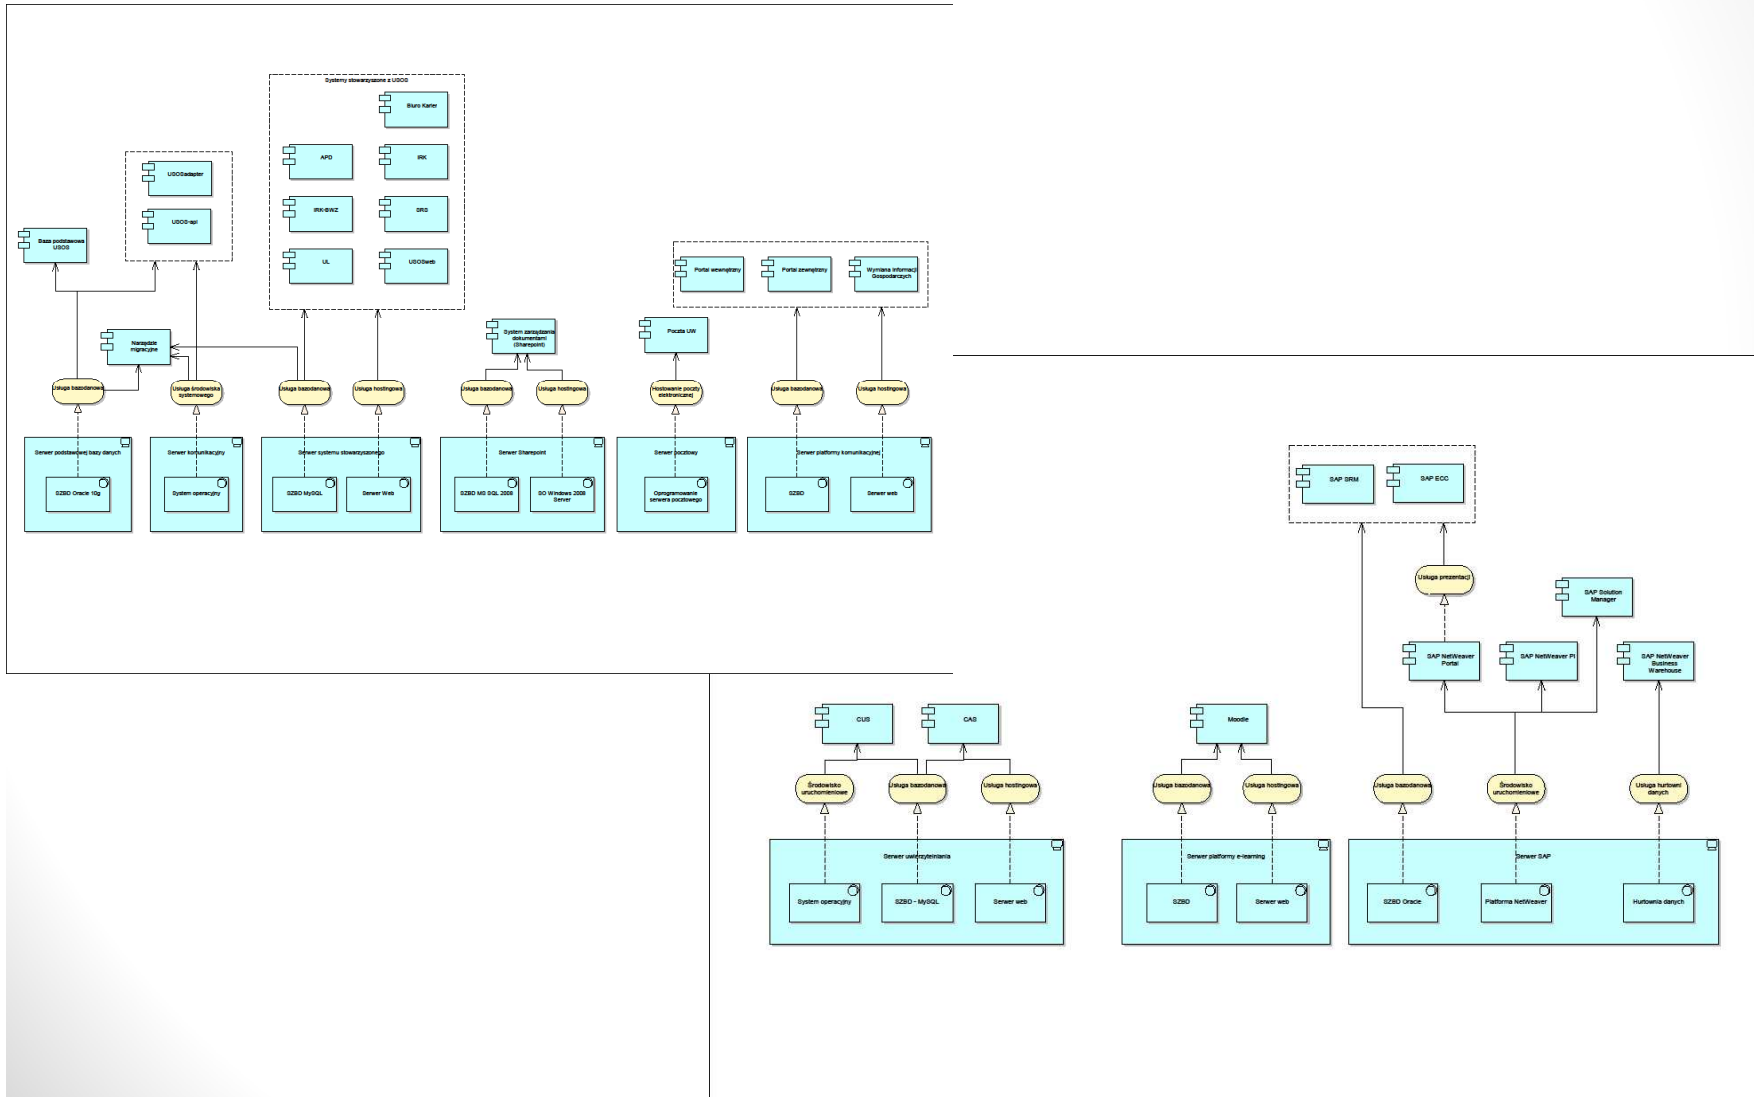 Systemy stowarzyszone z USOS
Biuro Karier
APD
IRK
IRK-BWZ
SRS
UL
USOSweb
USOSadapter
USOS-api
Baza podstawowa
USOS
Narzędzie
migracyjne
System zarządzania
dokumentami
(Sharepoint)
Poczta UW
Portal wewnętrzny
Portal zewnętrzny
Wymiana Informacji
Gospodarczych
Usługa bazodanowa
Usługa środowiska
systemowego
Usługa bazodanowa
Usługa hostingowa
Usługa bazodanowa
Usługa hostingowa
Hostowanie poczty
elektronicznej
Usługa bazodanowa
Usługa hostingowa
Serwer podstawowej bazy danych
SZBD Oracle 10g
Serwer komunikacyjny
System operacyjny
Serwer systemu stowarzyszonego
SZBD MySQL
Serwer Web
Serwer Sharepoint
SZBD MS SQL 2008
SO Windows 2008
Server
Serwer pocztowy
Oprogramowanie
serwera pocztowego
Serwer platformy komunikacyjnej
SZBD
Serwer web
SAP SRM
SAP ECC
Usługa prezentacji
SAP Solution
Manager
SAP NetWeaver
Portal
SAP NetWeaver PI
SAP NetWeaver
Business
Warehouse
CUS
CAS
Moodle
Środowisko
uruchomieniowe
Usługa bazodanowa
Usługa hostingowa
Usługa bazodanowa
Usługa hostingowa
Usługa bazodanowa
Środowisko
uruchomieniowe
Usługa hurtowni
danych
Serwer uwierzytelniania
System operacyjny
SZBD - MySQL
Serwer web
Serwer platformy e-learning
SZBD
Serwer web
Serwer SAP
SZBD Oracle
Platforma NetWeaver
Hurtownia danych